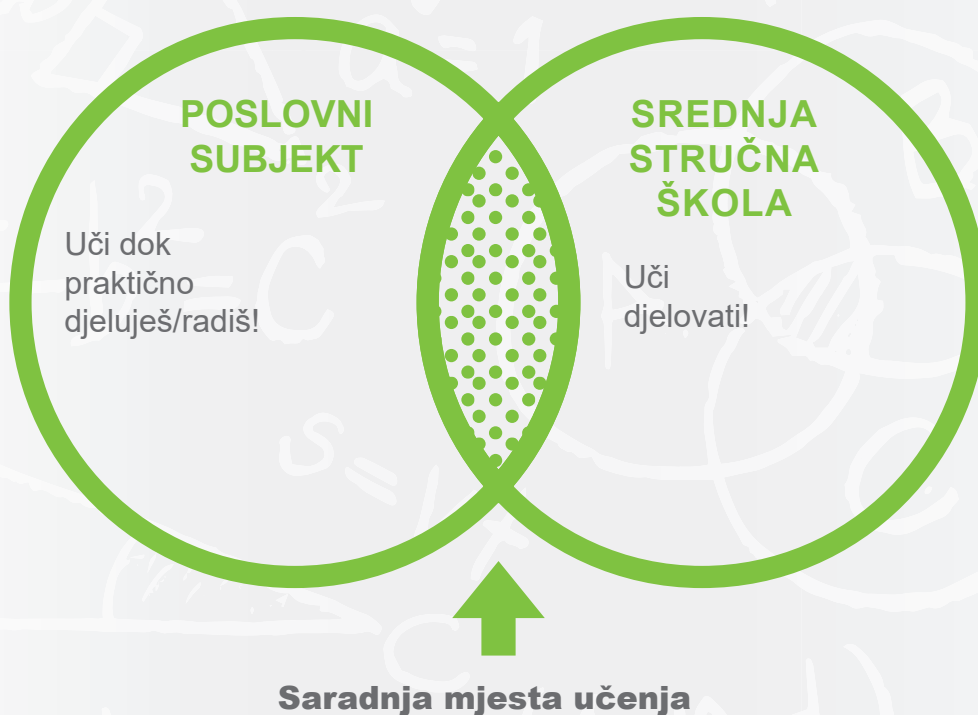 POSLOVNI
SUBJEKT
Uči dok
praktično
djeluješ/radiš!
SREDNJA
STRUČNA
ŠKOLA
Uči
djelovati!
Saradnja mjesta učenja